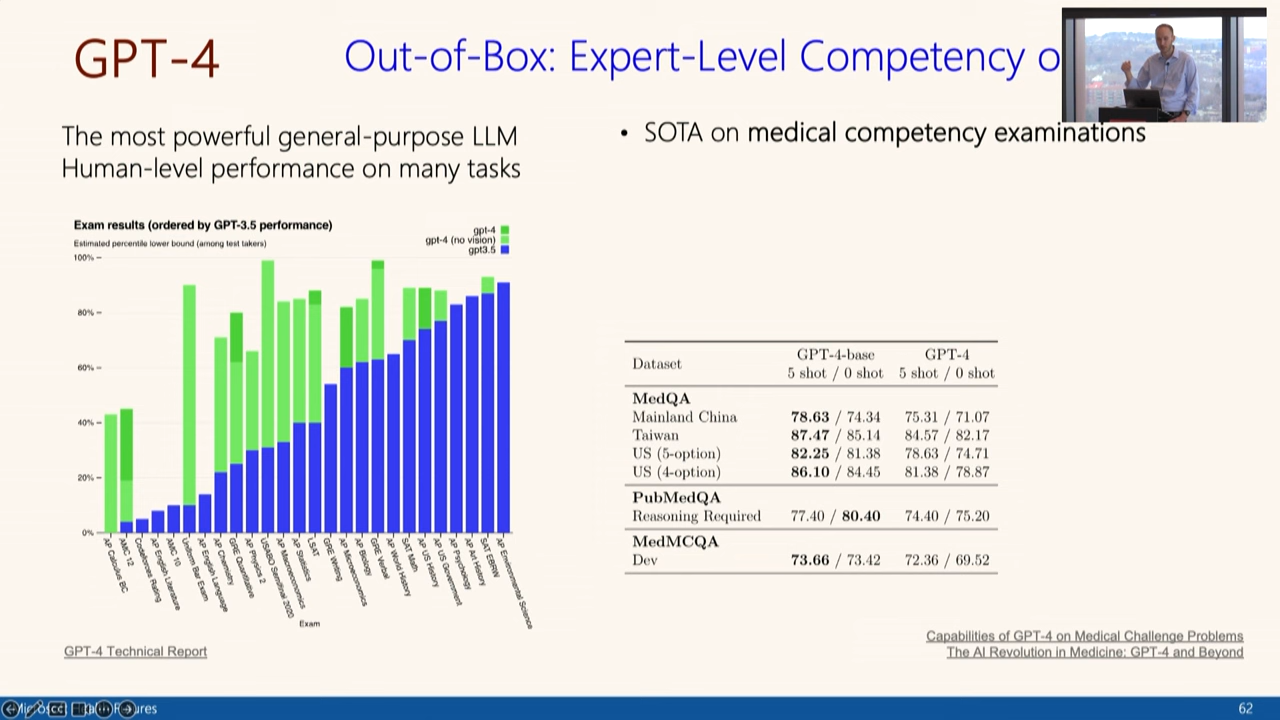 GPT-4
Out-of-Box: Expert-Level Competency o
The most powerful general-purpose LLM
Human-level performance on many tasks
• SOTA on medical competency examinations
Exam results (ordered by GPT-3.5 performance)
Estimated percentile lower bound (among test takers)
gpt-4
gpt-4 (no vision)
gpt3.5
100%
80%
60%
40%
20%
0%
AP Calculus BC
AMC 12
Codeforces Rating
AP English Literature
AMC 10
Uniform Bar Exam
AP English Language
AP Chemistry
GRE Quantitative
AP Physics 2
USABO Semifinal 2020
AP Macroeconomics
AP Statistics
LSAT
GRE Writing
AP Microeconomics
AP Biology
GRE Verbal
AP World History
SAT Math
AP US History
AP US Government
AP Psychology
AP Art History
SAT EBRW
AP Environmental Science
Exam
GPT-4 Technical Report
Dataset
GPT-4-base GPT-4
5 shot / 0 shot 5 shot / 0 shot
MedQA
Mainland China 78.63 / 74.34 75.31 / 71.07
Taiwan 87.47 / 85.14 84.57 / 82.17
US (5-option) 82.25 / 81.38 78.63 / 74.71
US (4-option) 86.10 / 84.45 81.38 / 78.87
PubMedQA
Reasoning Required 77.40 / 80.40 74.40 / 75.20
MedMCQA
Dev 73.66 / 73.42 72.36 / 69.52
Capabilities of GPT-4 on Medical Challenge Problems
The AI Revolution in Medicine: GPT-4 and Beyond
62